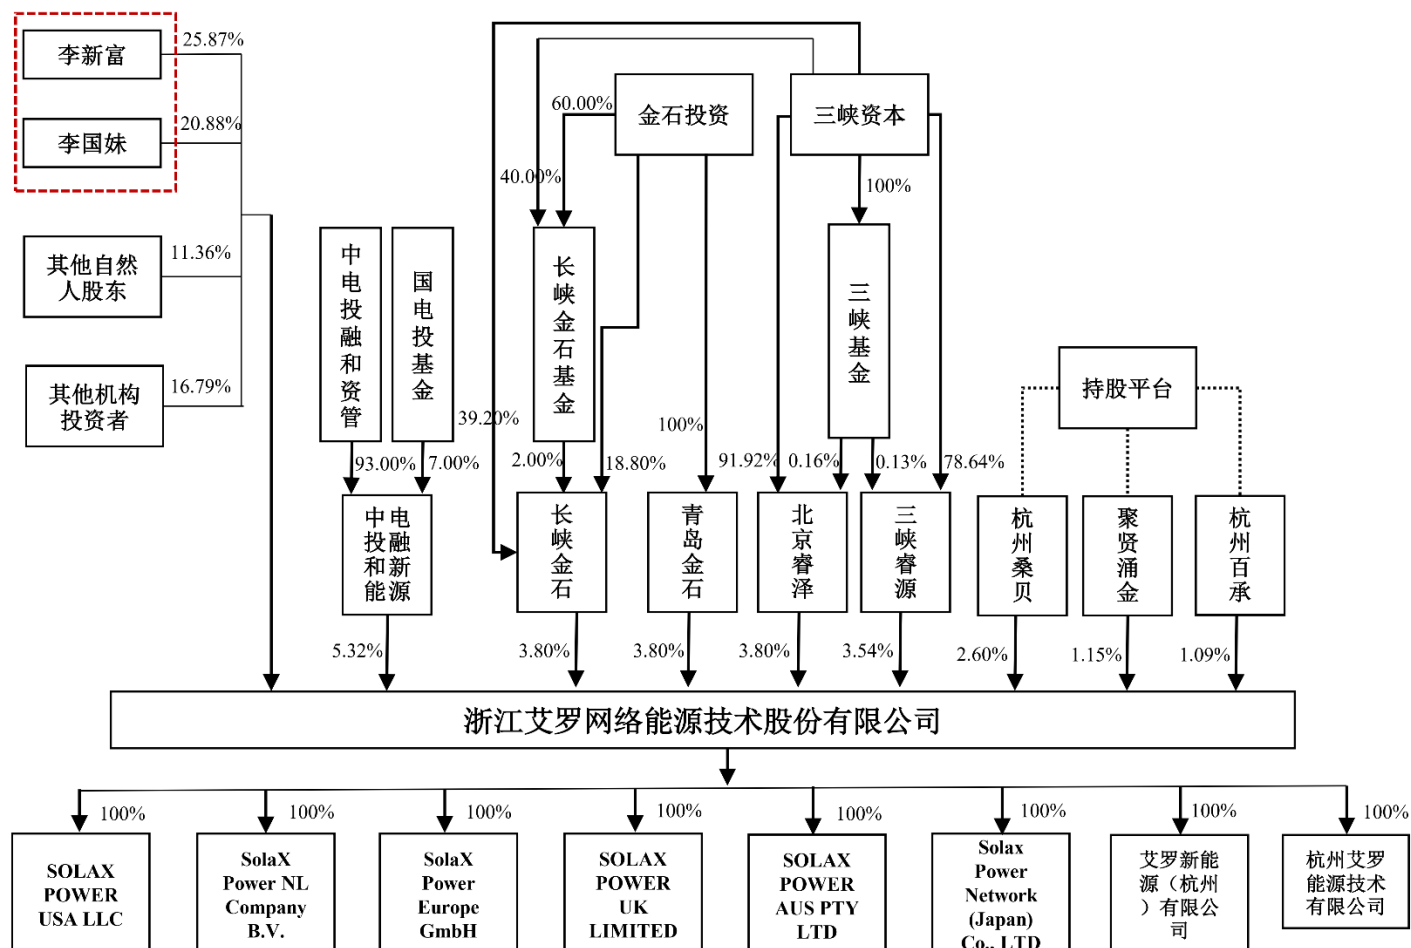 李新富
25.87%
李国妹
20.88%
其他自然
人股东
11.36%
其他机构
投资者
16.79%
金石投资
三峡资本
60.00%
40.00%
100%
中电投融和资管
国电投基金
长峡金石基金
三峡基金
持股平台
93.00%
7.00%
39.20%
2.00%
18.80%
100%
91.92%
0.16%
0.13%
78.64%
中电投融和新能源
长峡金石
青岛金石
北京睿泽
三峡睿源
杭州桑贝
聚贤涌金
杭州百承
5.32%
3.80%
3.80%
3.80%
3.54%
2.60%
1.15%
1.09%
浙江艾罗网络能源技术股份有限公司
100%
100%
100%
100%
100%
100%
100%
100%
SOLAX
POWER
USA LLC
SolaX
Power NL
Company
B.V.
SolaX
Power
Europe
GmbH
SOLAX
POWER
UK
LIMITED
SOLAX
POWER
AUS PTY
LTD
Solax
Power
Network
(Japan)
Co., LTD
艾罗新能
源（杭州
）有限公
司
杭州艾罗
能源技术
有限公司